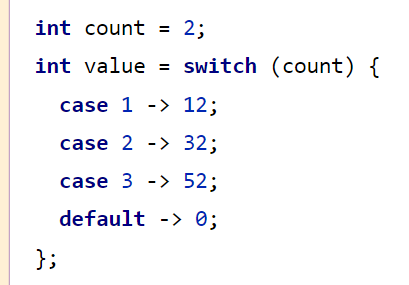 int count = 2;
int value = switch (count) {
  case 1 -> 12;
  case 2 -> 32;
  case 3 -> 52;
  default -> 0;
};